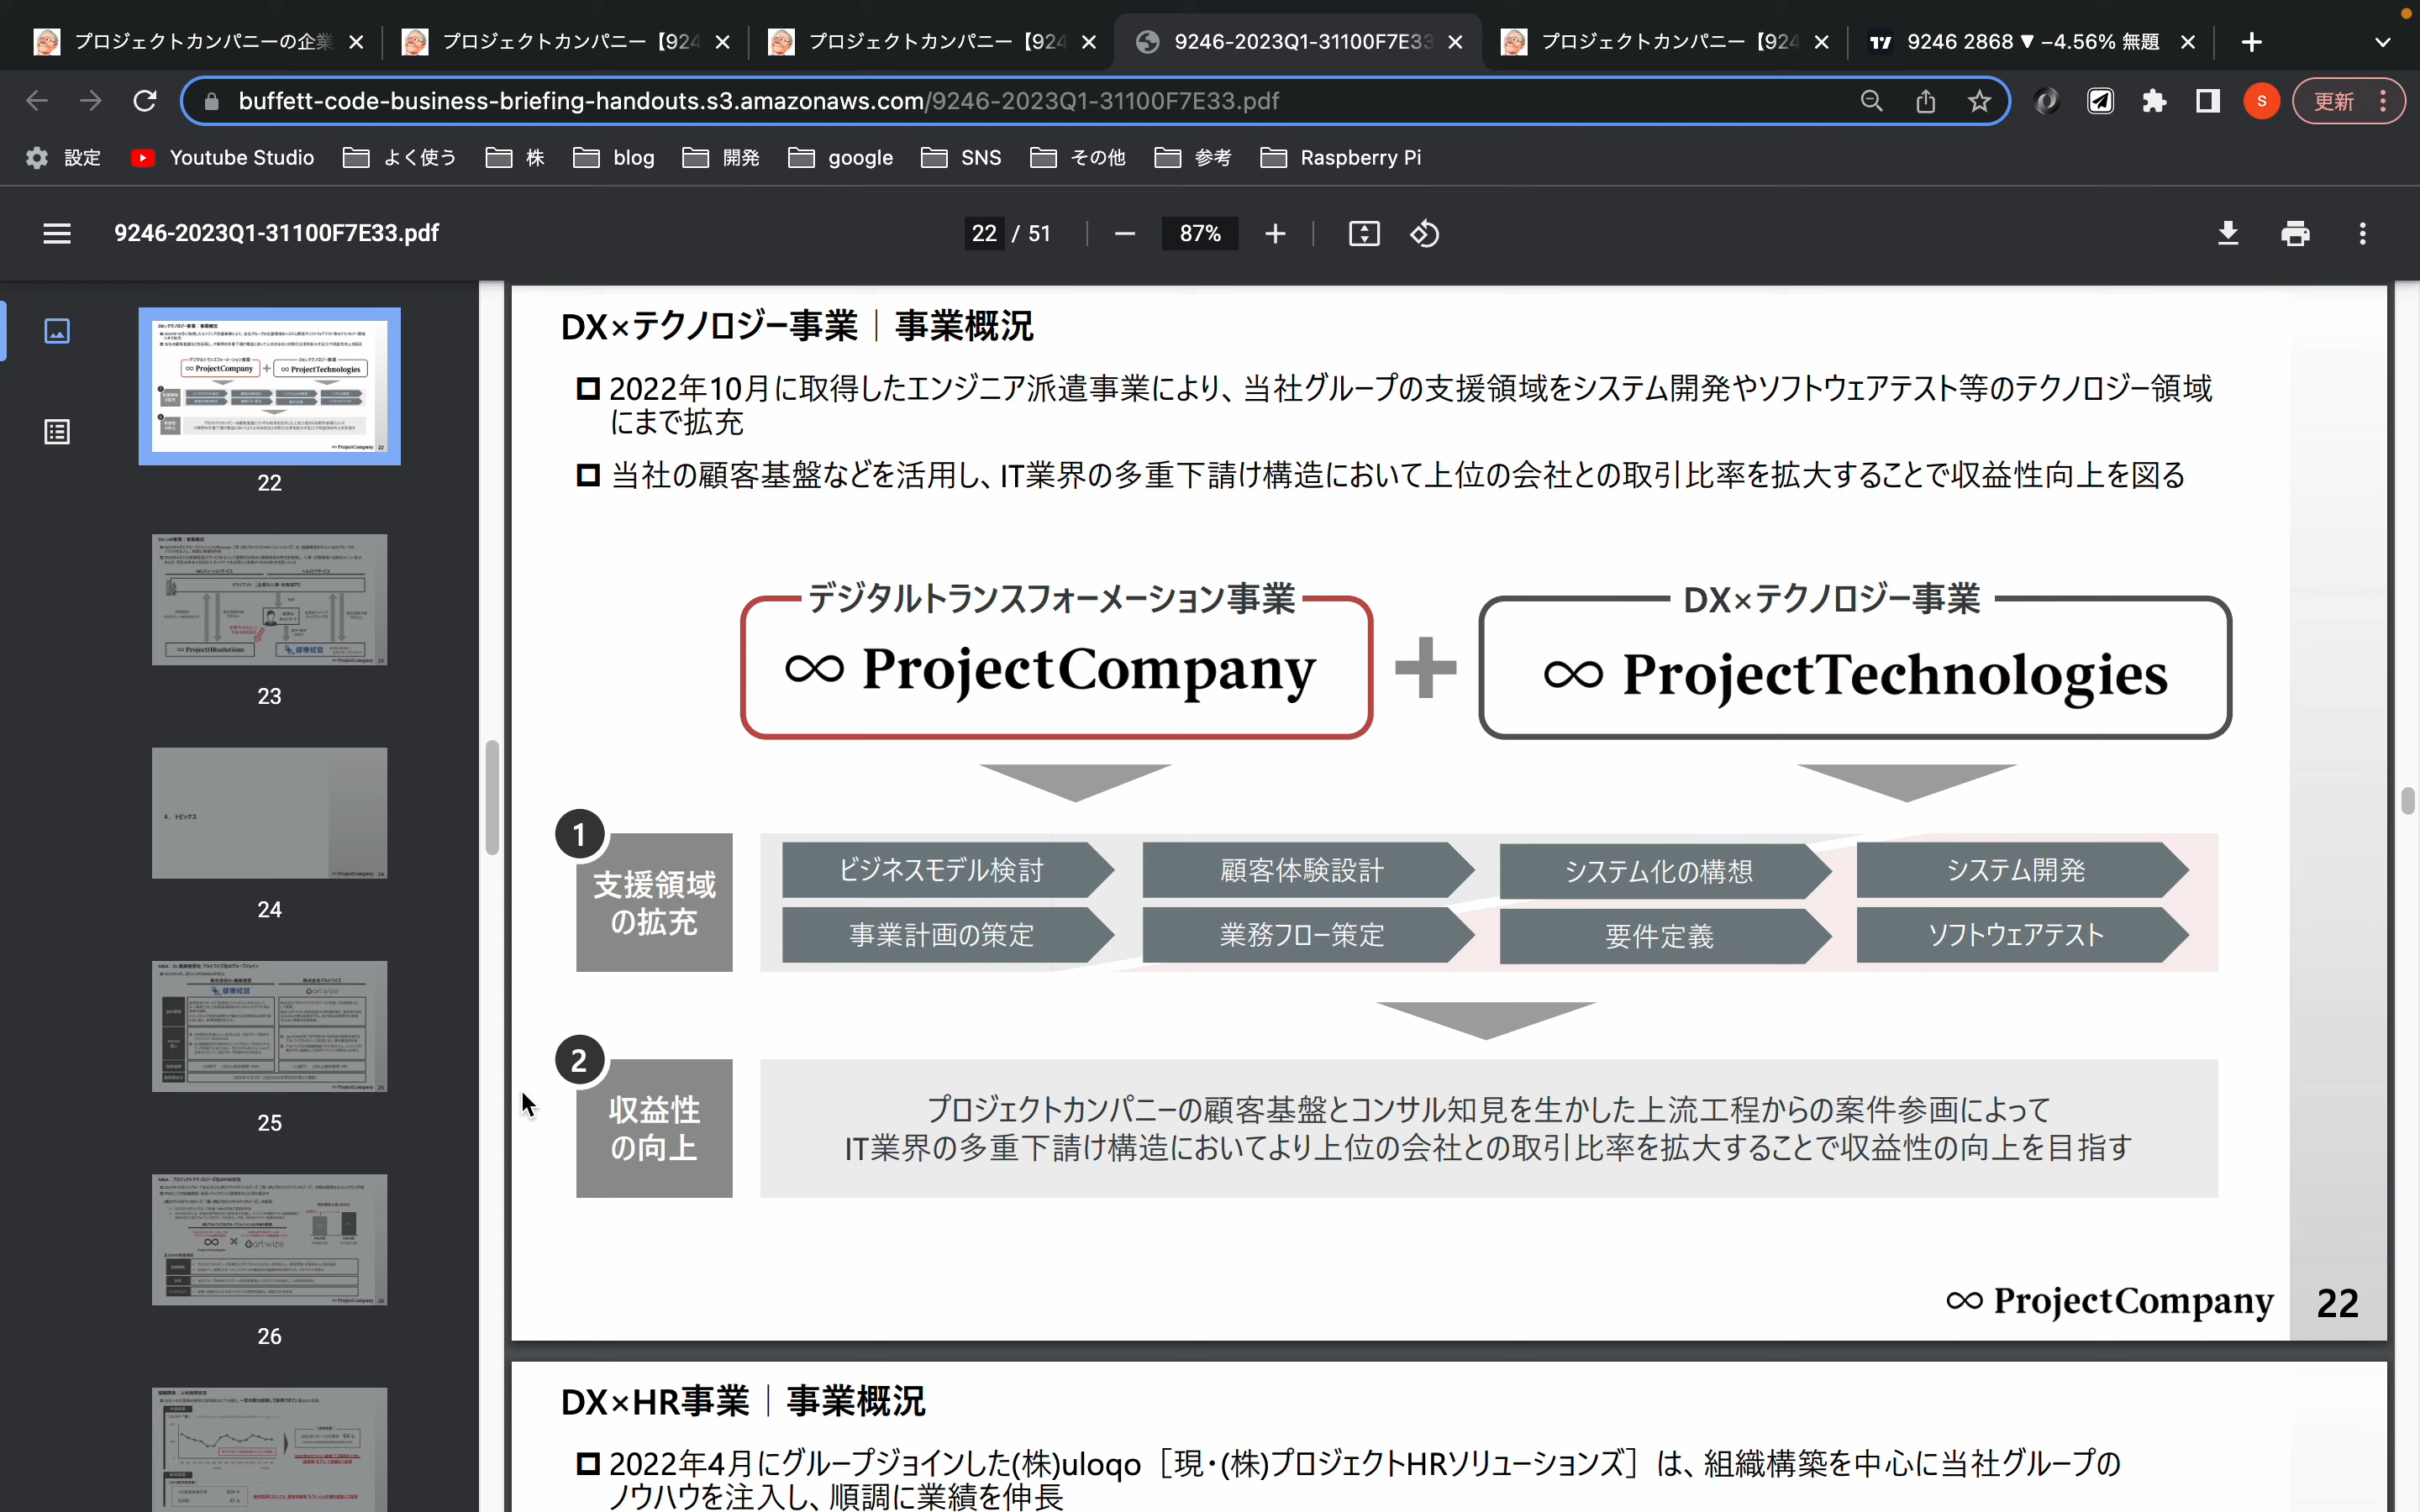 プロジェクトカンパニーの企業
プロジェクトカンパニー【924
プロジェクトカンパニー【924
9246-2023Q1-31100F7E33
プロジェクトカンパニー【924
9246 2868 ▼ −4.56% 無題
buffett-code-business-briefing-handouts.s3.amazonaws.com/9246-2023Q1-31100F7E33.pdf
S
更新
設定
Youtube Studio
よく使う
株
blog
開発
google
SNS
その他
参考
Raspberry Pi
9246-2023Q1-31100F7E33.pdf
22 / 51
87%
22
23
24
25
26
4．トピックス
DX×テクノロジー事業｜事業概況
2022年10月に取得したエンジニア派遣事業により、当社グループの支援領域をシステム開発やソフトウェアテスト等のテクノロジー領域
にまで拡充
当社の顧客基盤などを活用し、IT業界の多重下請け構造において上位の会社との取引比率を拡大することで収益性向上を図る
デジタルトランスフォーメーション事業
ProjectCompany
+
DX×テクノロジー事業
ProjectTechnologies
1
支援領域
の拡充
ビジネスモデル検討
顧客体験設計
システム化の構想
システム開発
事業計画の策定
業務フロー策定
要件定義
ソフトウェアテスト
2
収益性
の向上
プロジェクトカンパニーの顧客基盤とコンサル知見を生かした上流工程からの案件参画によって
IT業界の多重下請け構造においてより上位の会社との取引比率を拡大することで収益性の向上を目指す
ProjectCompany
22
DX×HR事業｜事業概況
2022年4月にグループジョインした(株)uloqo［現・(株)プロジェクトHRソリューションズ］は、組織構築を中心に当社グループの
ノウハウを注入し、順調に業績を伸長